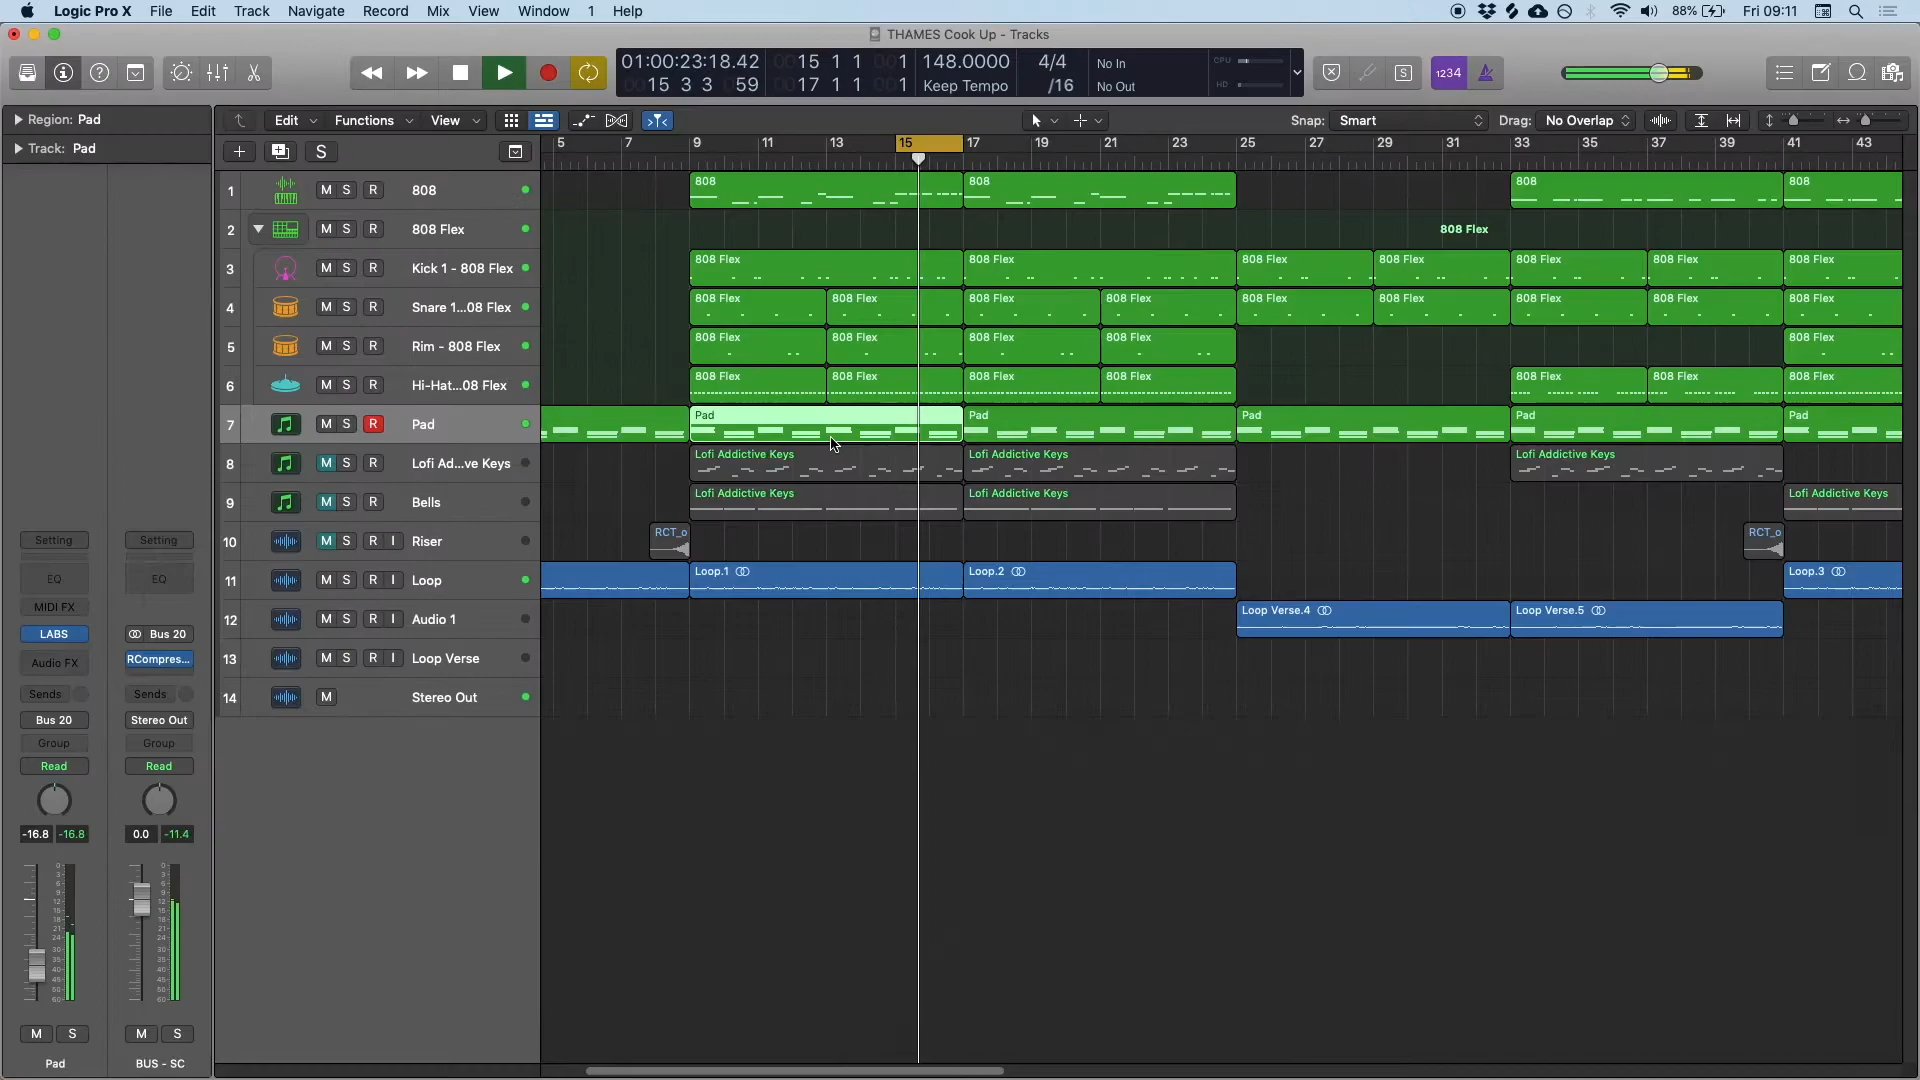 Logic Pro X File Edit Track Navigate Record Mix View Window 1 Help 88% Fri 09:11
THAMES Cook Up - Tracks
01:00:23:18.42 15 1 1 1 148.0000 4/4 No In CPU
15 3 3 59 17 1 1 1 Keep Tempo /16 No Out HD
1234
Region: Pad
Track: Pad
Edit Functions View Snap: Smart Drag: No Overlap
S
5 7 9 11 13 15 17 19 21 23 25 27 29 31 33 35 37 39 41 43
1 M S R 808
808 808 808 808
2 M S R 808 Flex
808 Flex
3 M S R Kick 1 - 808 Flex
808 Flex 808 Flex 808 Flex 808 Flex 808 Flex 808 Flex 808 Flex
4 M S R Snare 1...08 Flex
808 Flex 808 Flex 808 Flex 808 Flex 808 Flex 808 Flex 808 Flex 808 Flex 808 Flex
5 M S R Rim - 808 Flex
808 Flex 808 Flex 808 Flex 808 Flex 808 Flex
6 M S R Hi-Hat...08 Flex
808 Flex 808 Flex 808 Flex 808 Flex 808 Flex 808 Flex 808 Flex
7 M S R Pad
Pad Pad Pad Pad Pad
8 M S R Lofi Ad...ve Keys
Lofi Addictive Keys Lofi Addictive Keys Lofi Addictive Keys
9 M S R Bells
Lofi Addictive Keys Lofi Addictive Keys Lofi Addictive Keys
10 M S R I Riser
RCT_o RCT_o
11 M S R I Loop
Loop.1 Loop.2 Loop.3
12 M S R I Audio 1
Loop Verse.4 Loop Verse.5
13 M S R I Loop Verse
14 M Stereo Out
Setting Setting
EQ EQ
MIDI FX
LABS Bus 20
Audio FX RCompres...
Sends Sends
Bus 20 Stereo Out
Group Group
Read Read
-16.8 -16.8 0.0 -11.4
M S M S
Pad BUS - SC